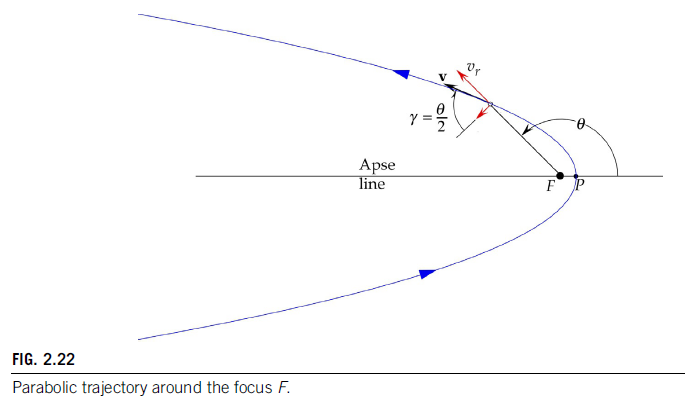 v_r
v
γ = θ/2
θ
Apse
line
F P
FIG. 2.22
Parabolic trajectory around the focus F.